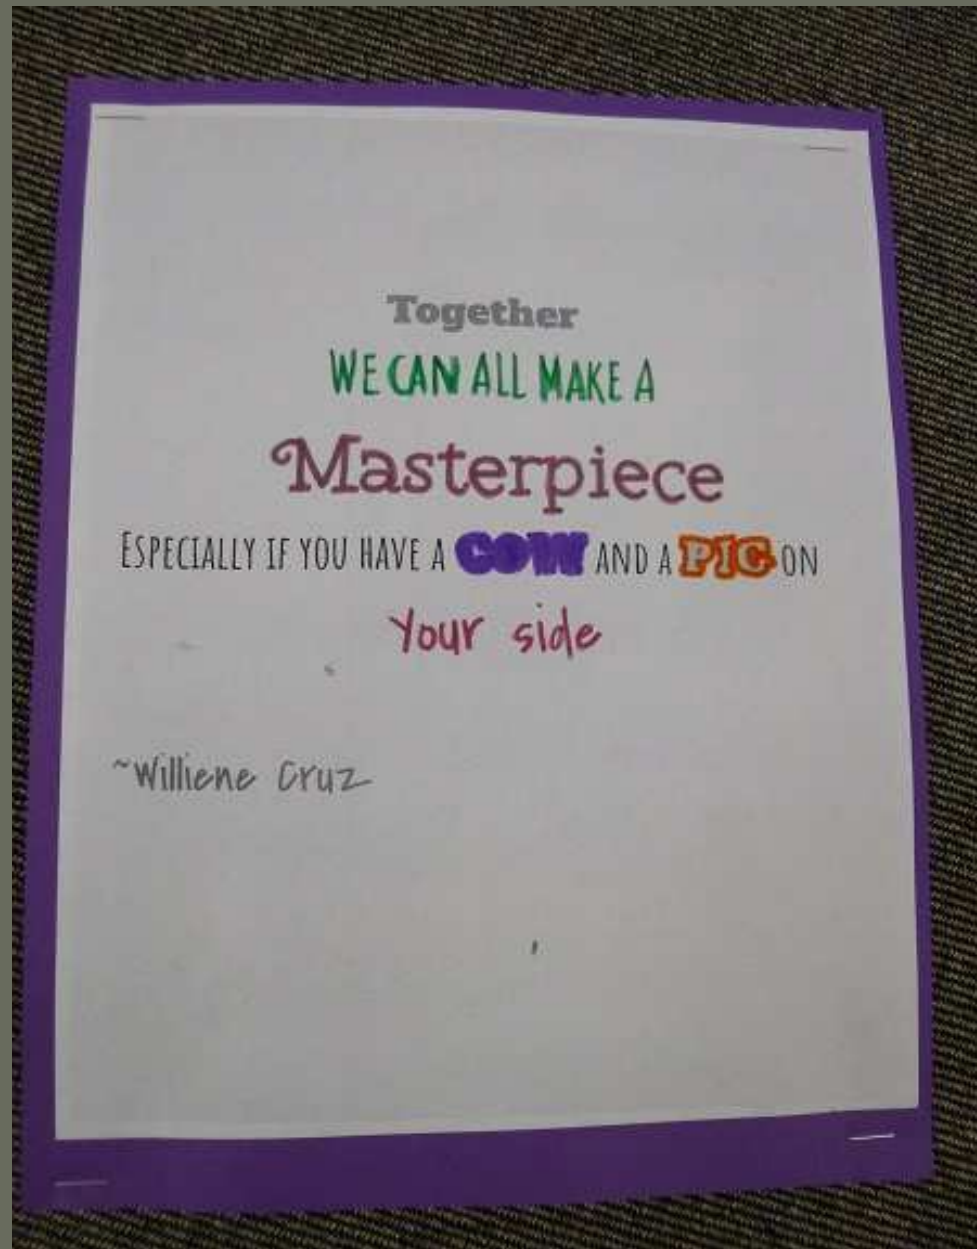 Together
WE CAN ALL MAKE A
Masterpiece
ESPECIALLY IF YOU HAVE A COW AND A PIG ON
Your side
~Williene Cruz